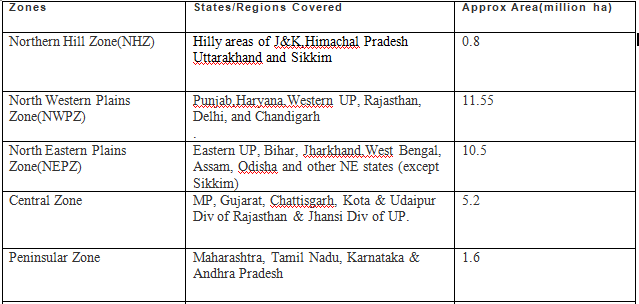 Zones States/Regions Covered Approx Area(million ha)
Northern Hill Zone(NHZ) Hilly areas of J&K,Himachal Pradesh 0.8
Uttarakhand and Sikkim
North Western Plains Punjab,Haryana,Western UP, Rajasthan, 11.55
Zone(NWPZ) Delhi, and Chandigarh
.
North Eastern Plains Eastern UP, Bihar, Jharkhand,West Bengal, 10.5
Zone(NEPZ) Assam, Odisha and other NE states (except
Sikkim)
Central Zone MP, Gujarat, Chattisgarh, Kota & Udaipur 5.2
Div of Rajasthan & Jhansi Div of UP.
Peninsular Zone Maharashtra, Tamil Nadu, Karnataka & 1.6
Andhra Pradesh